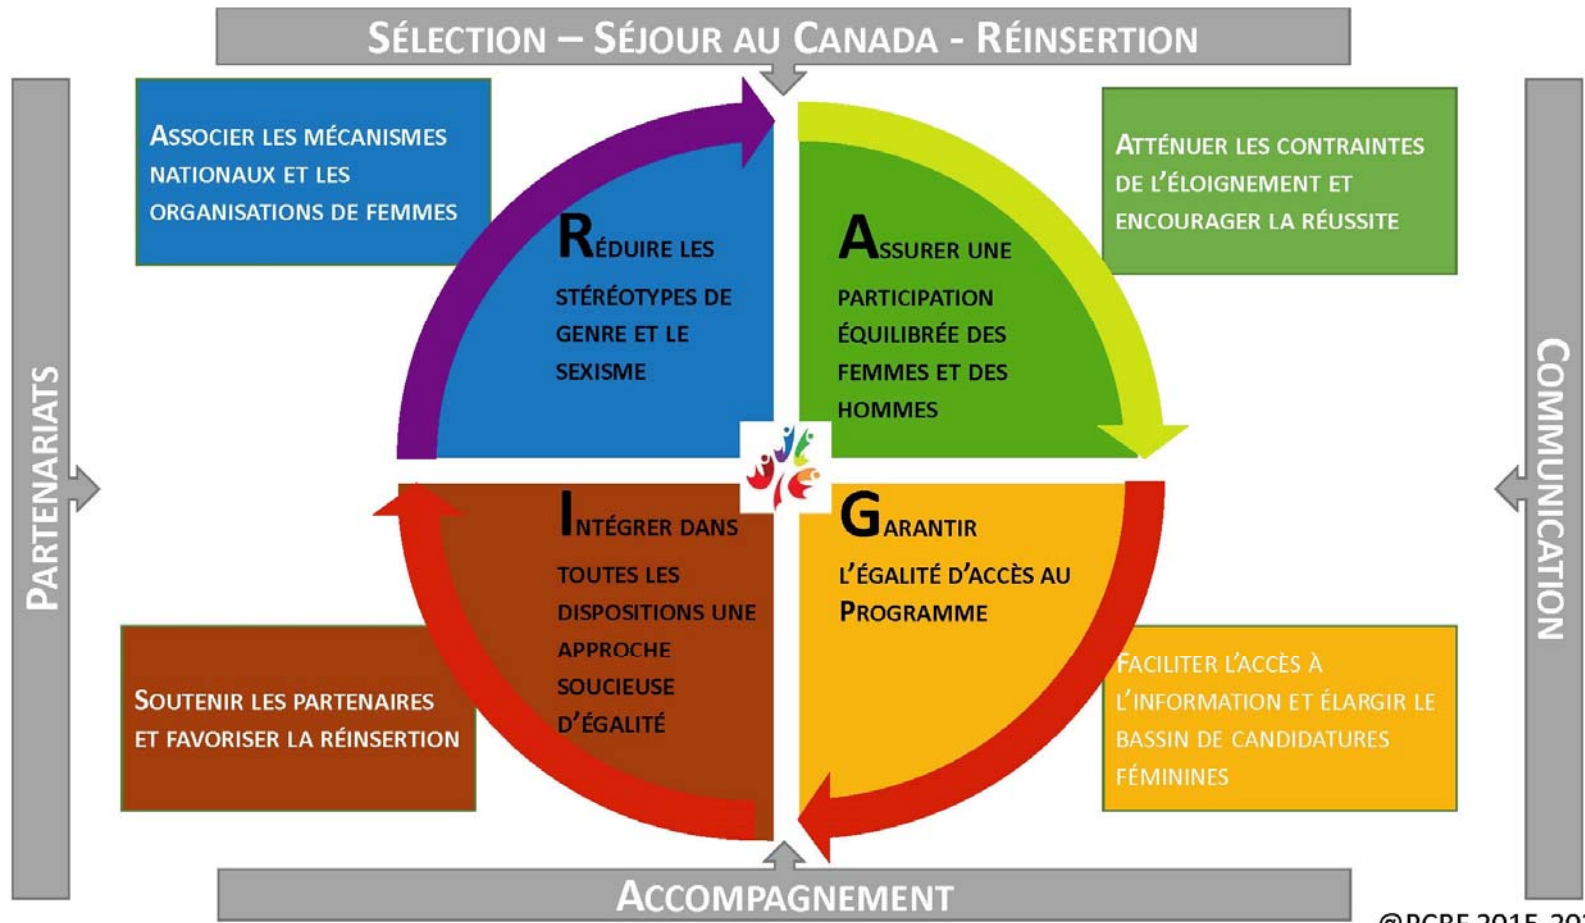 Sélection – Séjour au Canada - Réinsertion
Associer les mécanismes
nationaux et les
organisations de femmes
Atténuer les contraintes
de l'éloignement et
encourager la réussite
Réduire les
stéréotypes de
genre et le
sexisme
Assurer une
participation
équilibrée des
femmes et des
hommes
Partenariats
Communication
Intégrer dans
toutes les
dispositions une
approche
soucieuse
d'égalité
Garantir
l'égalité d'accès au
Programme
Soutenir les partenaires
et favoriser la réinsertion
Faciliter l'accès à
l'information et élargir le
bassin de candidatures
féminines
Accompagnement